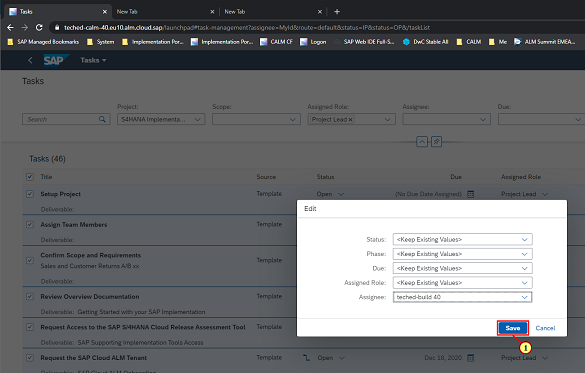 Tasks
New Tab
New Tab
teched-calm-40.eu10.alm.cloud.sap/launchpad#task-management?assignee=MyId&route=default&status=IP&status=OP&/taskList
SAP Managed Bookmarks System Implementation Por... Implementation Por... CALM CF Logon SAP Web IDE Full-S... DwC Stable All CALM Me ALM Summit EMEA...
SAP Tasks
Tasks
Project: Scope: Assigned Role: Assignee: Due:
Search S4HANA Implementa... Project Lead
Tasks (46)
Title Source Status Due Assigned Role
Setup Project Template Open (No Due Date Assigned) Project Lead
Deliverable:
Assign Team Members Template
Deliverable:
Confirm Scope and Requirements Template
Sales and Customer Returns A/B xx
Deliverable:
Review Overview Documentation Template
Deliverable: Getting Started with your SAP Implementation
Request Access to the SAP S/4HANA Cloud Release Assessment Tool Template
Deliverable: SAP Supporting Implementation Tools Access
Request the SAP Cloud ALM Tenant Template Open Dec 18, 2020 Project Lead
Edit
Status: <Keep Existing Values>
Phase: <Keep Existing Values>
Due: <Keep Existing Values>
Assigned Role: <Keep Existing Values>
Assignee: teched-build 40
Save Cancel
1